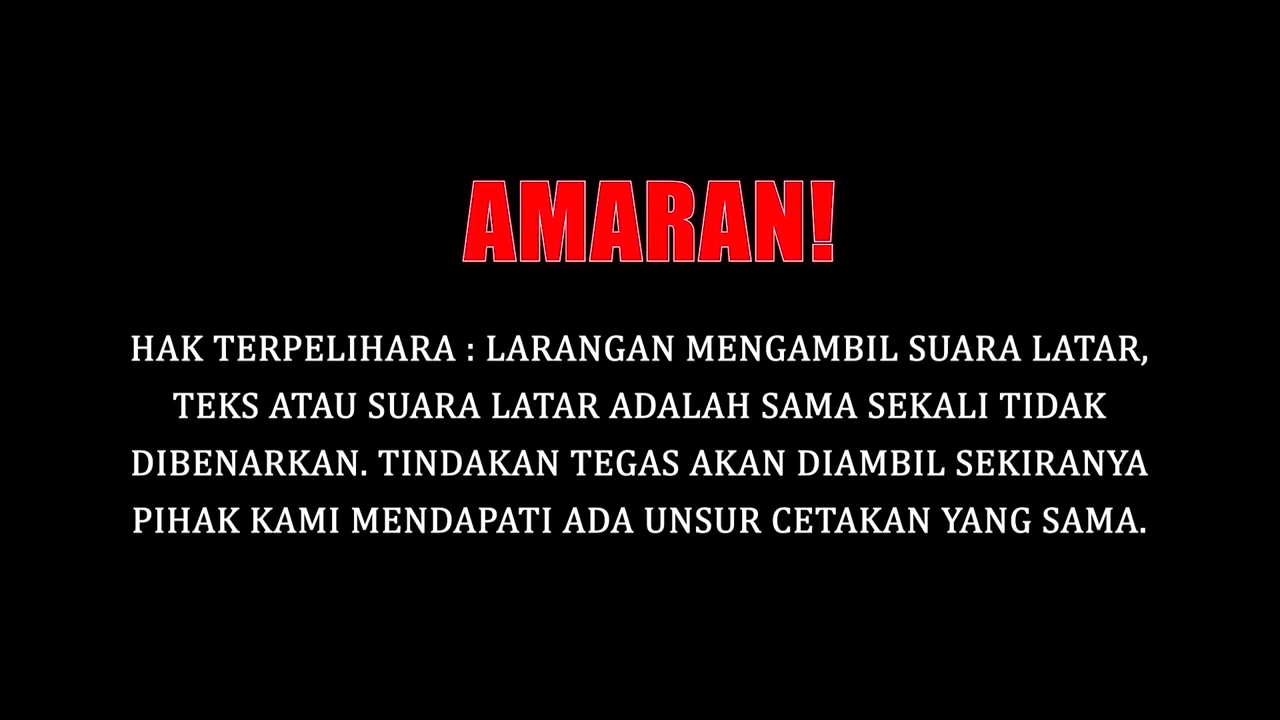 AMARAN!
HAK TERPELIHARA : LARANGAN MENGAMBIL SUARA LATAR,
TEKS ATAU SUARA LATAR ADALAH SAMA SEKALI TIDAK
DIBENARKAN. TINDAKAN TEGAS AKAN DIAMBIL SEKIRANYA
PIHAK KAMI MENDAPATI ADA UNSUR CETAKAN YANG SAMA.